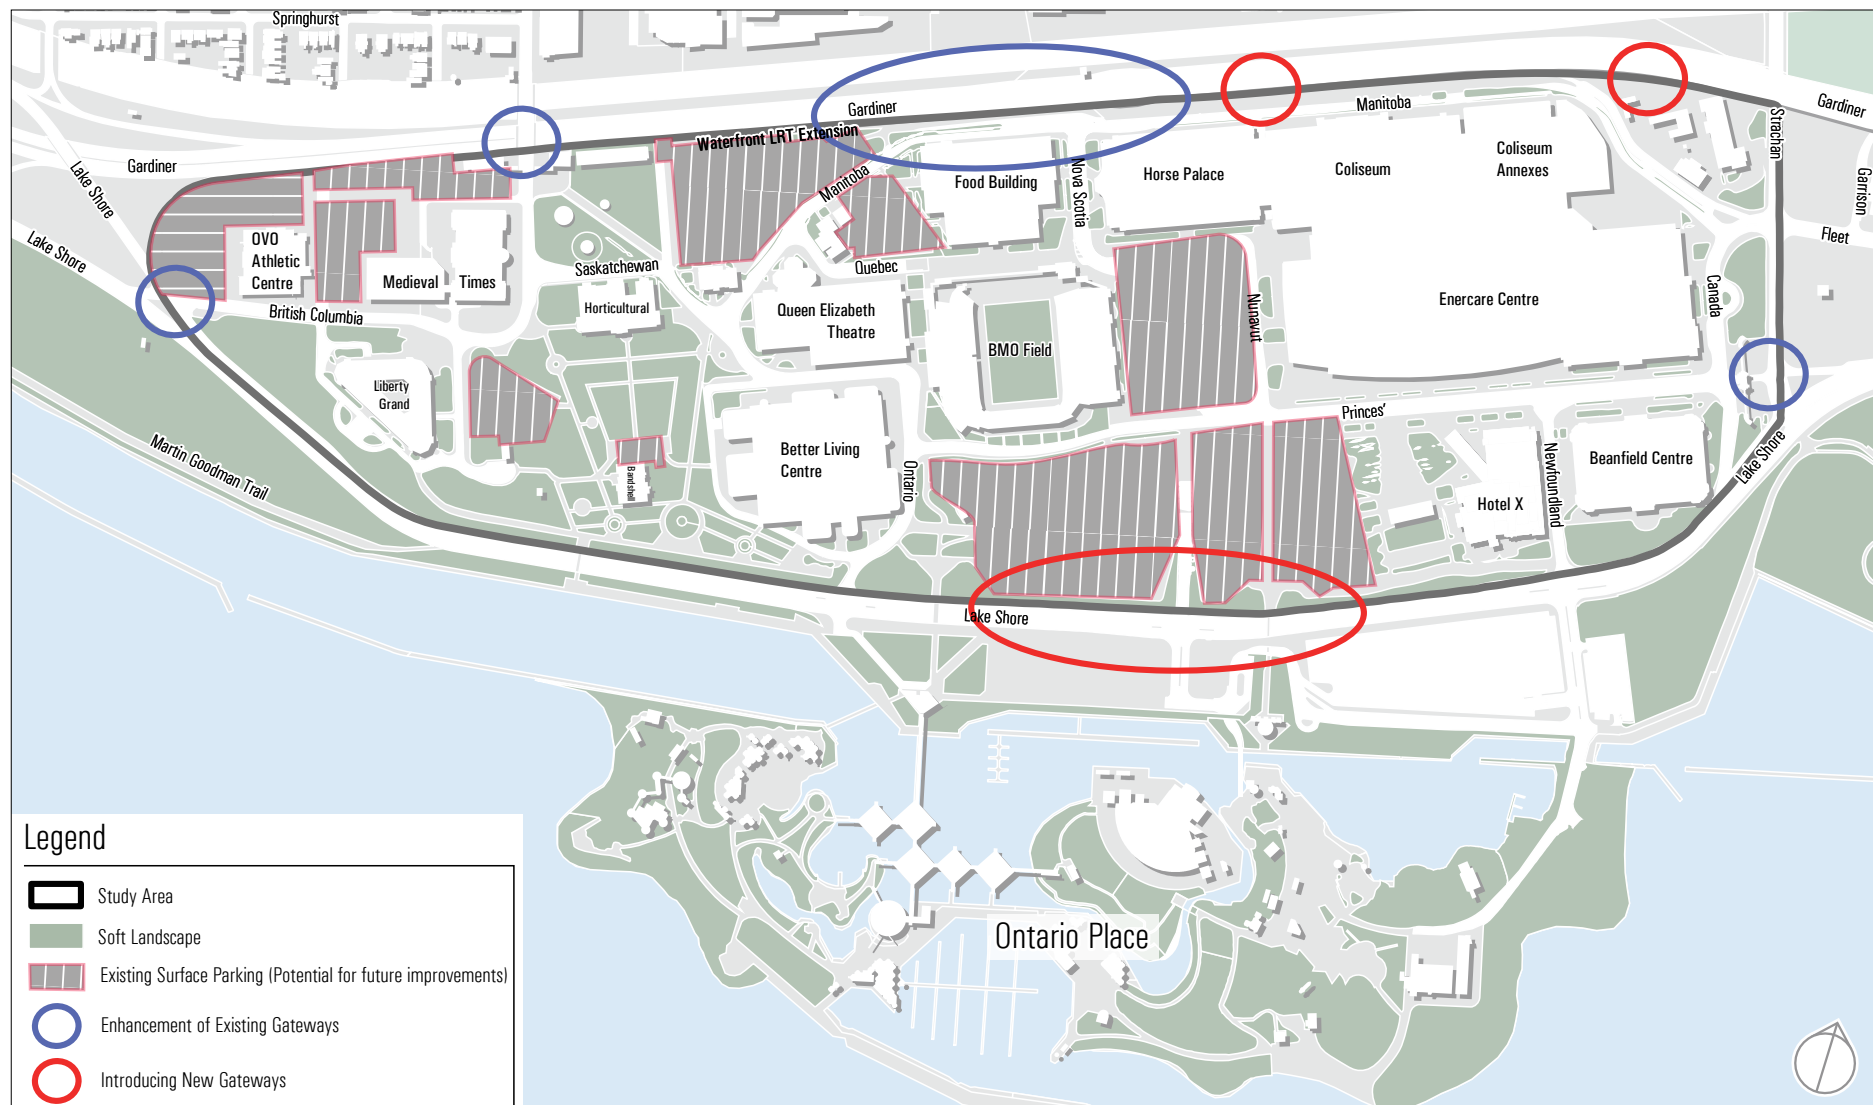 Springhurst
Gardiner
Gardiner
Waterfront LRT Extension
Manitoba
Strachan
Gardiner
Lake Shore
Manitoba
Food Building
Nova Scotia
Horse Palace
Coliseum
Coliseum
Annexes
Garrison
Fleet
Lake Shore
OVO
Athletic
Centre
Medieval
Times
Saskatchewan
Quebec
British Columbia
Horticultural
Queen Elizabeth
Theatre
BMO Field
Nunavut
Enercare Centre
Canada
Liberty
Grand
Princes'
Martin Goodman Trail
Bandshell
Better Living
Centre
Ontario
Hotel X
Newfoundland
Beanfield Centre
Lake Shore
Lake Shore
Ontario Place
Legend
Study Area
Soft Landscape
Existing Surface Parking (Potential for future improvements)
Enhancement of Existing Gateways
Introducing New Gateways